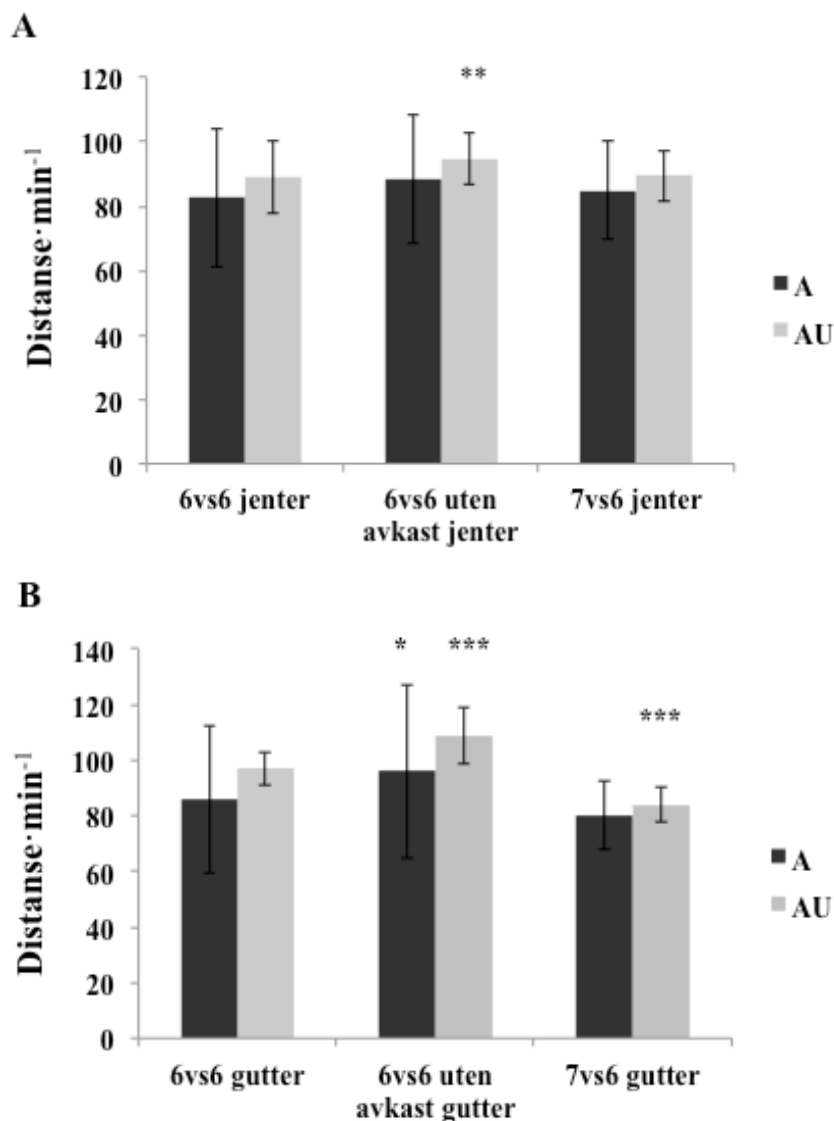 A
**
120
100
80
60
40
20
0
Distanse·min⁻¹
A
AU
6vs6 jenter
6vs6 uten
avkast jenter
7vs6 jenter
B
* ***
***
140
120
100
80
60
40
20
0
Distanse·min⁻¹
A
AU
6vs6 gutter
6vs6 uten
avkast gutter
7vs6 gutter